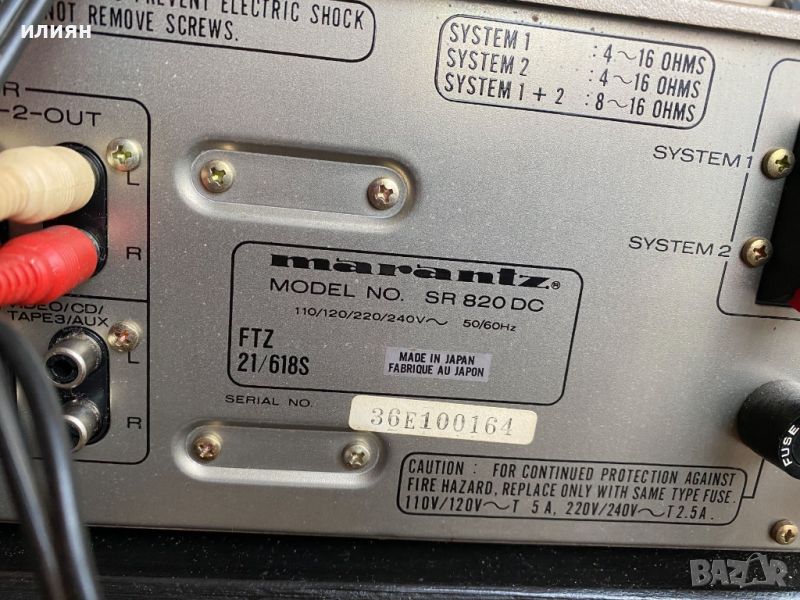 PREVENT ELECTRIC SHOCK
NOT REMOVE SCREWS.
илиян
SYSTEM 1 : 4~16 OHMS
SYSTEM 2 : 4~16 OHMS
SYSTEM 1 + 2 : 8~16 OHMS
R
-2-OUT
L
R
SYSTEM 1
SYSTEM 2
marantz®
MODEL NO. SR 820 DC
110/120/220/240V~ 50/60Hz
FTZ
21/618S
MADE IN JAPAN
FABRIQUE AU JAPON
SERIAL NO. 36E100164
VIDEO/CD/
TAPE3/AUX
L
R
FUSE
CAUTION : FOR CONTINUED PROTECTION AGAINST
FIRE HAZARD, REPLACE ONLY WITH SAME TYPE FUSE.
110V/120V~T 5A, 220V/240V~T2.5A.
BAZAR